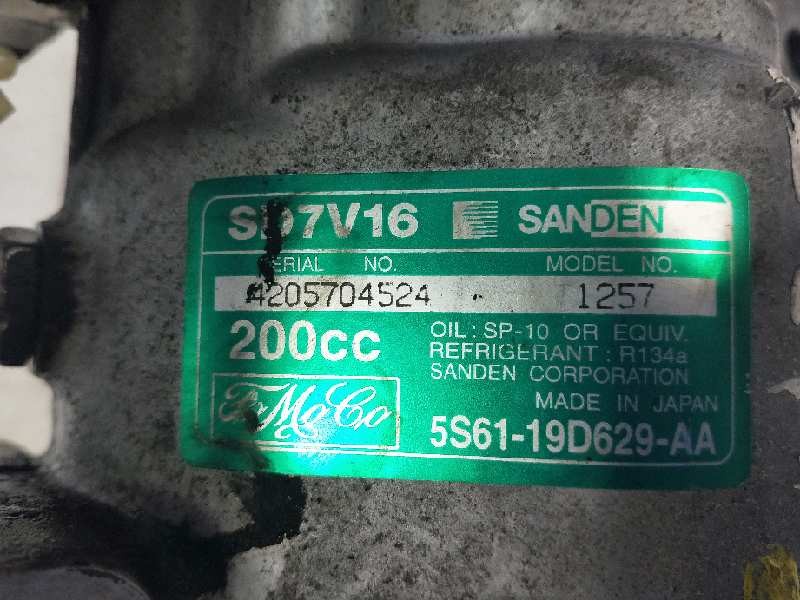 SD7V16 SANDEN
SERIAL NO. MODEL NO.
4205704524 1257
200cc
OIL: SP-10 OR EQUIV.
REFRIGERANT: R134a
SANDEN CORPORATION
MADE IN JAPAN
FoMoCo
5S61-19D629-AA